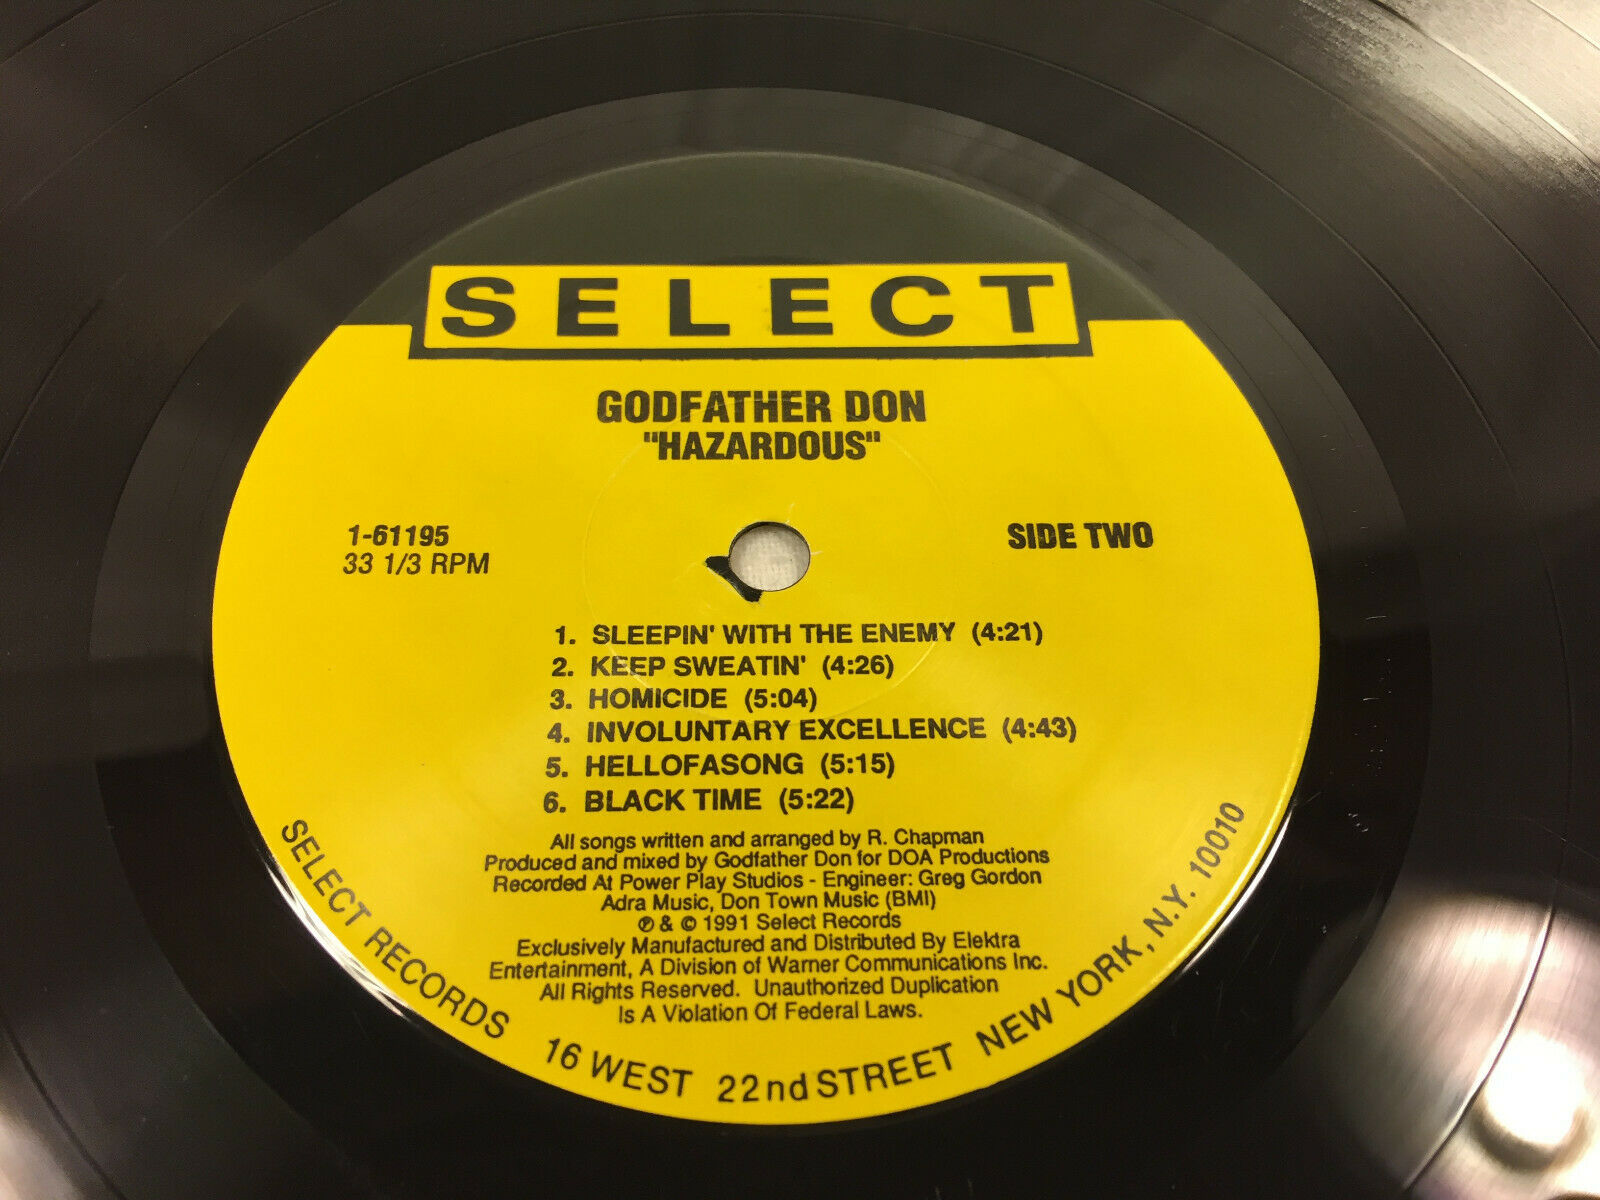 SELECT
GODFATHER DON
"HAZARDOUS"
1-61195
33 1/3 RPM
SIDE TWO
1. SLEEPIN' WITH THE ENEMY (4:21)
2. KEEP SWEATIN' (4:26)
3. HOMICIDE (5:04)
4. INVOLUNTARY EXCELLENCE (4:43)
5. HELLOFASONG (5:15)
6. BLACK TIME (5:22)
All songs written and arranged by R. Chapman
Produced and mixed by Godfather Don for DOA Productions
Recorded At Power Play Studios - Engineer: Greg Gordon
Adra Music, Don Town Music (BMI)
℗ & © 1991 Select Records
Exclusively Manufactured and Distributed By Elektra
Entertainment, A Division of Warner Communications Inc.
All Rights Reserved. Unauthorized Duplication
Is A Violation Of Federal Laws.
SELECT RECORDS 16 WEST 22nd STREET NEW YORK, N.Y. 10010